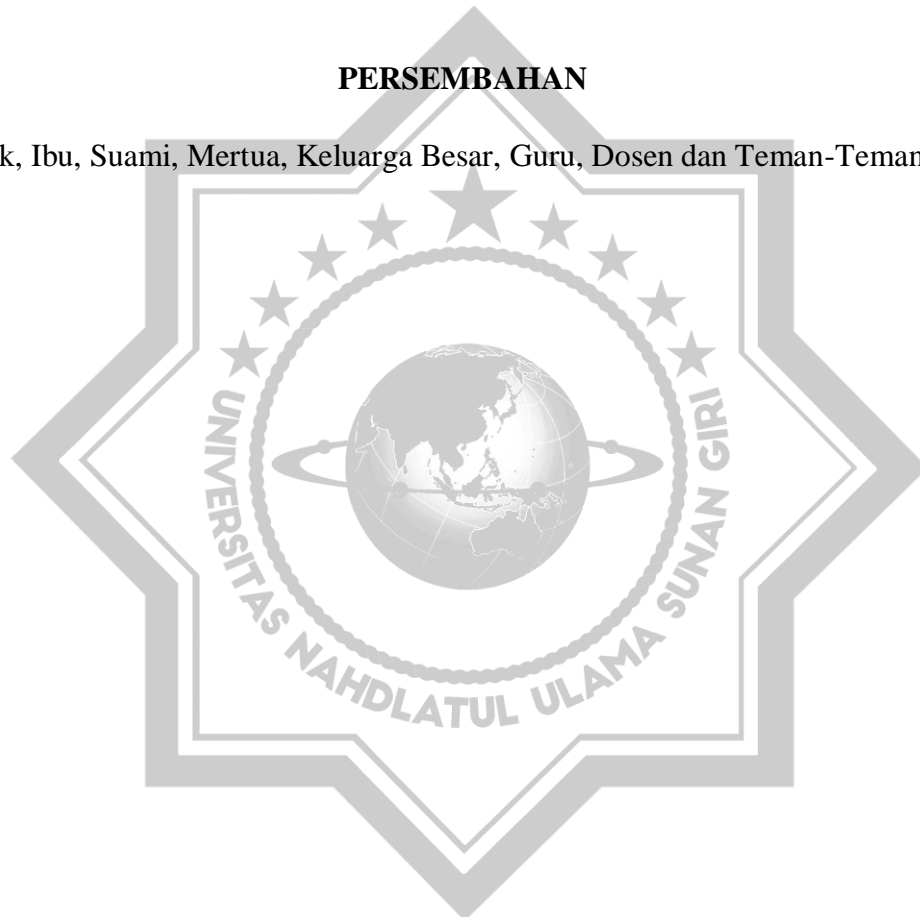 PERSEMBAHAN
k, Ibu, Suami, Mertua, Keluarga Besar, Guru, Dosen dan Teman-Teman
UNIVERSITAS NAHDLATUL ULAMA SUNAN GIRI